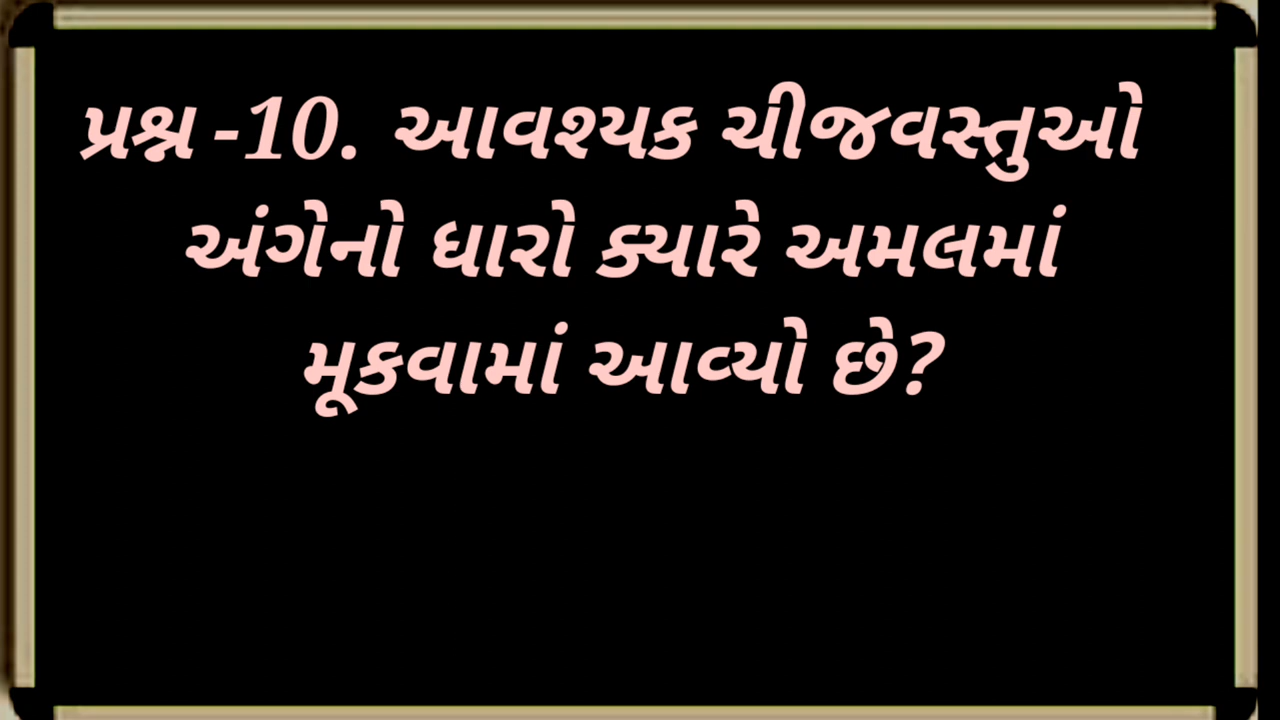 પ્રશ્ન -10. આવશ્યક ચીજવસ્તુઓ
અંગેનો ધારો ક્યારે અમલમાં
મૂકવામાં આવ્યો છે?